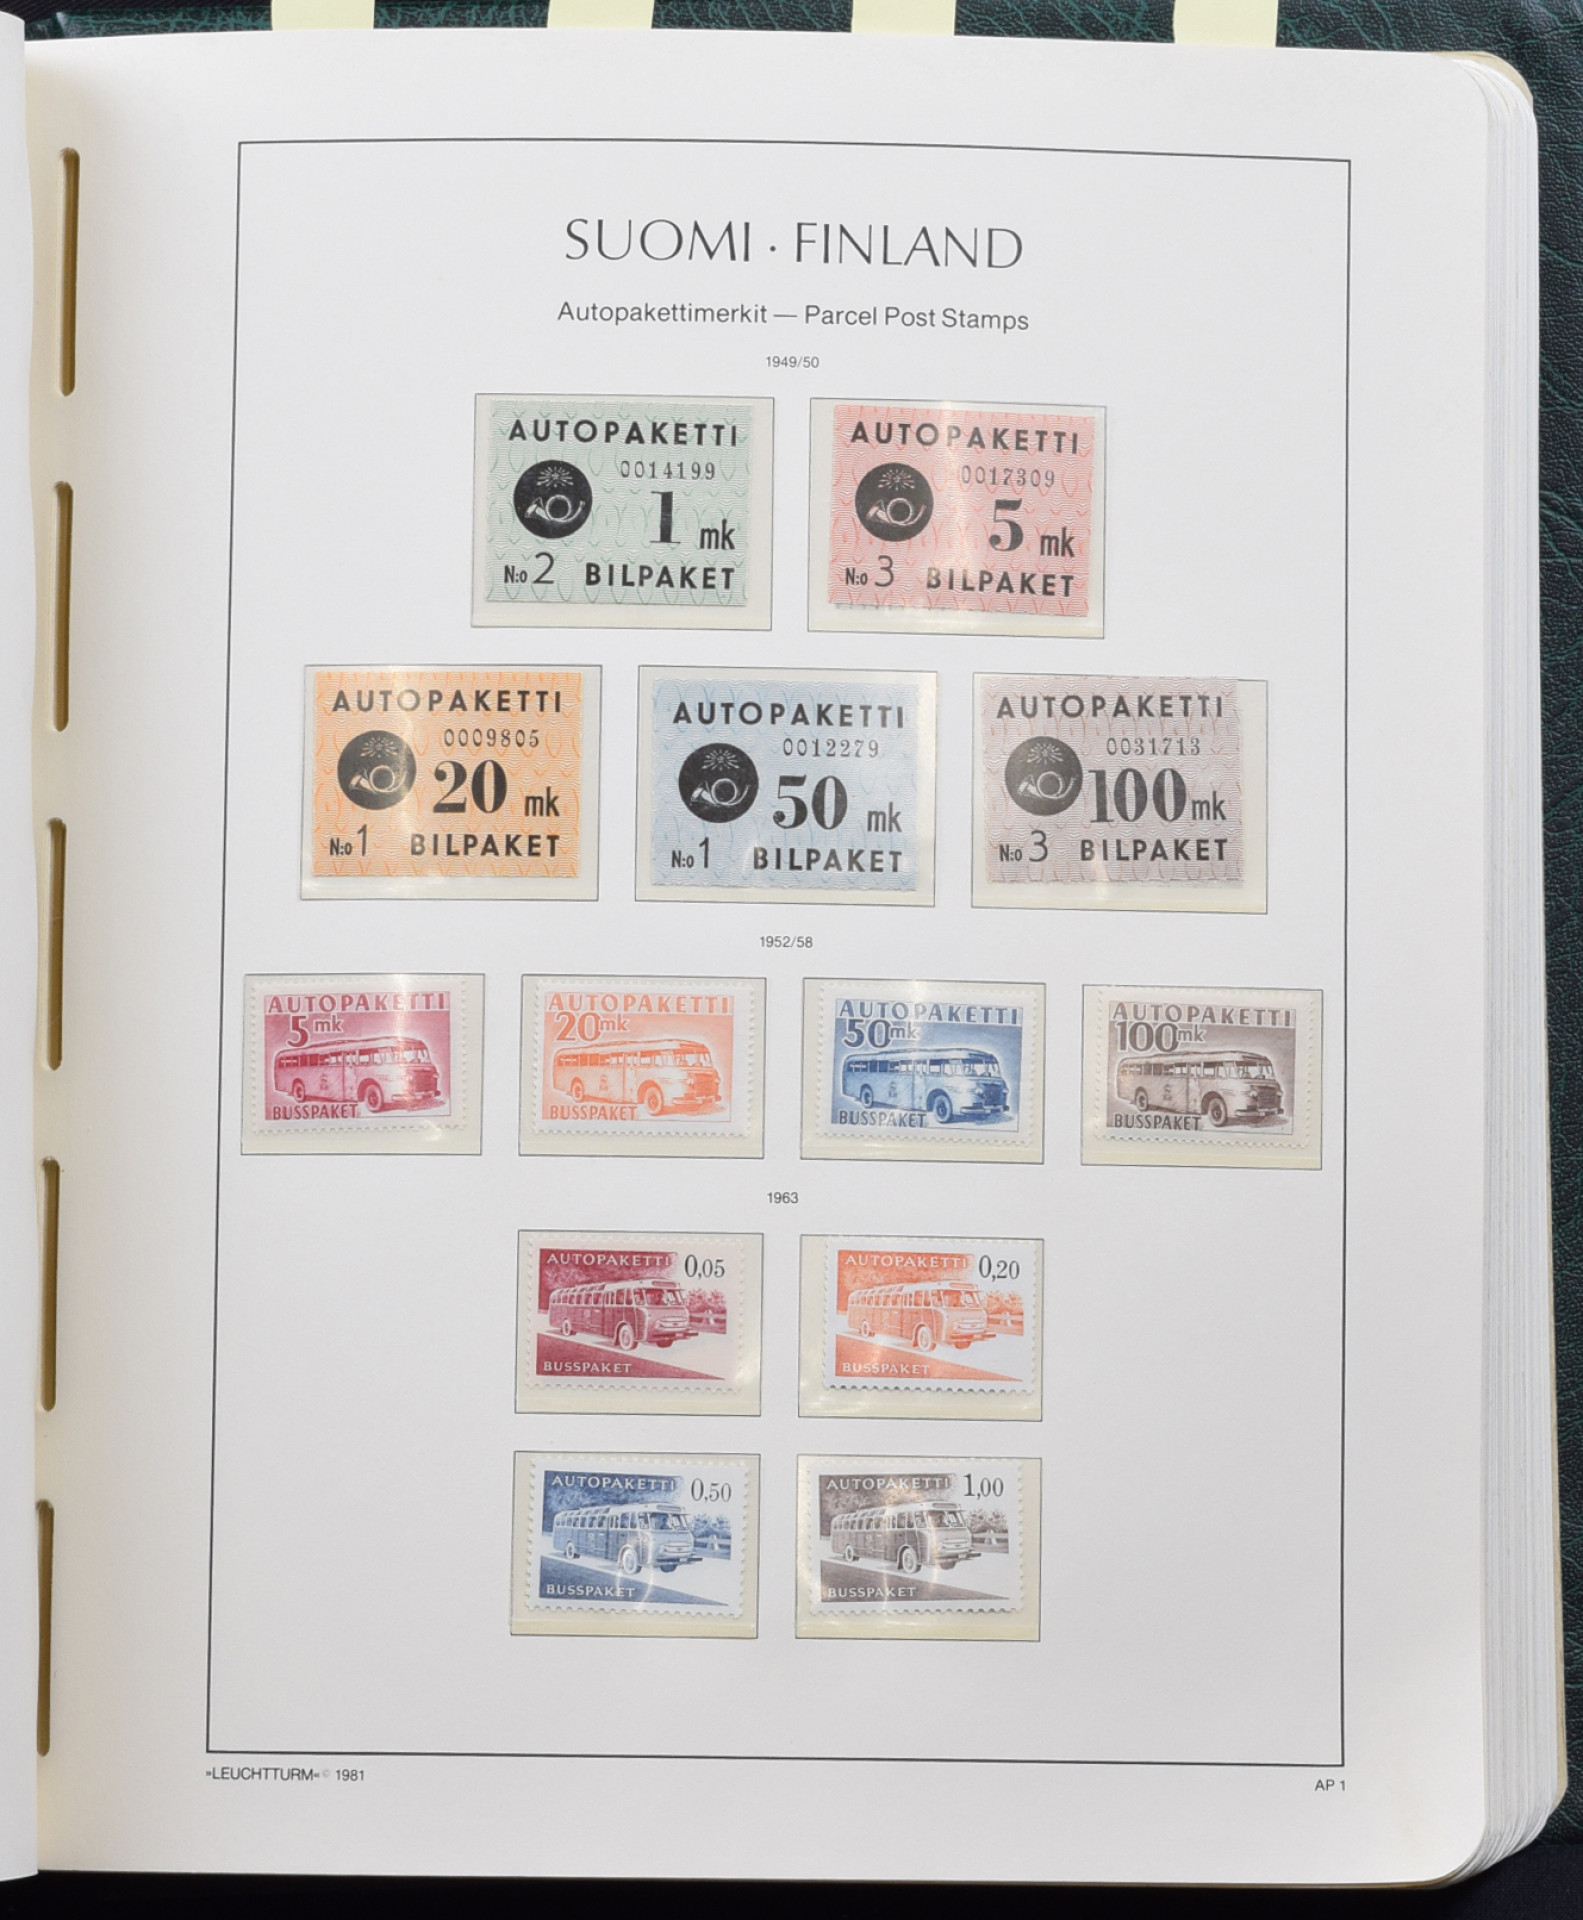 SUOMI · FINLAND
Autopakettimerkit — Parcel Post Stamps
1949/50
AUTOPAKETTI
0014199
1 mk
N:o 2 BILPAKET
AUTOPAKETTI
0017309
5 mk
N:o 3 BILPAKET
AUTOPAKETTI
0009805
20 mk
N:o 1 BILPAKET
AUTOPAKETTI
0012279
50 mk
N:o 1 BILPAKET
AUTOPAKETTI
0031713
100 mk
N:o 3 BILPAKET
1952/58
AUTOPAKETTI
5 mk
BUSSPAKET
AUTOPAKETTI
20 mk
BUSSPAKET
AUTOPAKETTI
50 mk
BUSSPAKET
AUTOPAKETTI
100 mk
BUSSPAKET
1963
AUTOPAKETTI 0,05
BUSSPAKET
AUTOPAKETTI 0,20
BUSSPAKET
AUTOPAKETTI 0,50
BUSSPAKET
AUTOPAKETTI 1,00
BUSSPAKET
»LEUCHTTURM« © 1981
AP 1